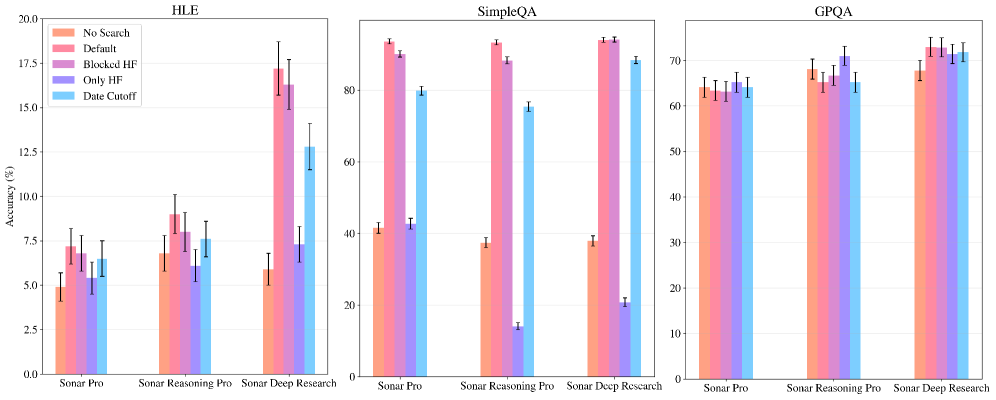 HLE
Accuracy (%)
20.0
17.5
15.0
12.5
10.0
7.5
5.0
2.5
0.0
No Search
Default
Blocked HF
Only HF
Date Cutoff
Sonar Pro
Sonar Reasoning Pro
Sonar Deep Research
SimpleQA
80
60
40
20
0
Sonar Pro
Sonar Reasoning Pro
Sonar Deep Research
GPQA
70
60
50
40
30
20
10
0
Sonar Pro
Sonar Reasoning Pro
Sonar Deep Research